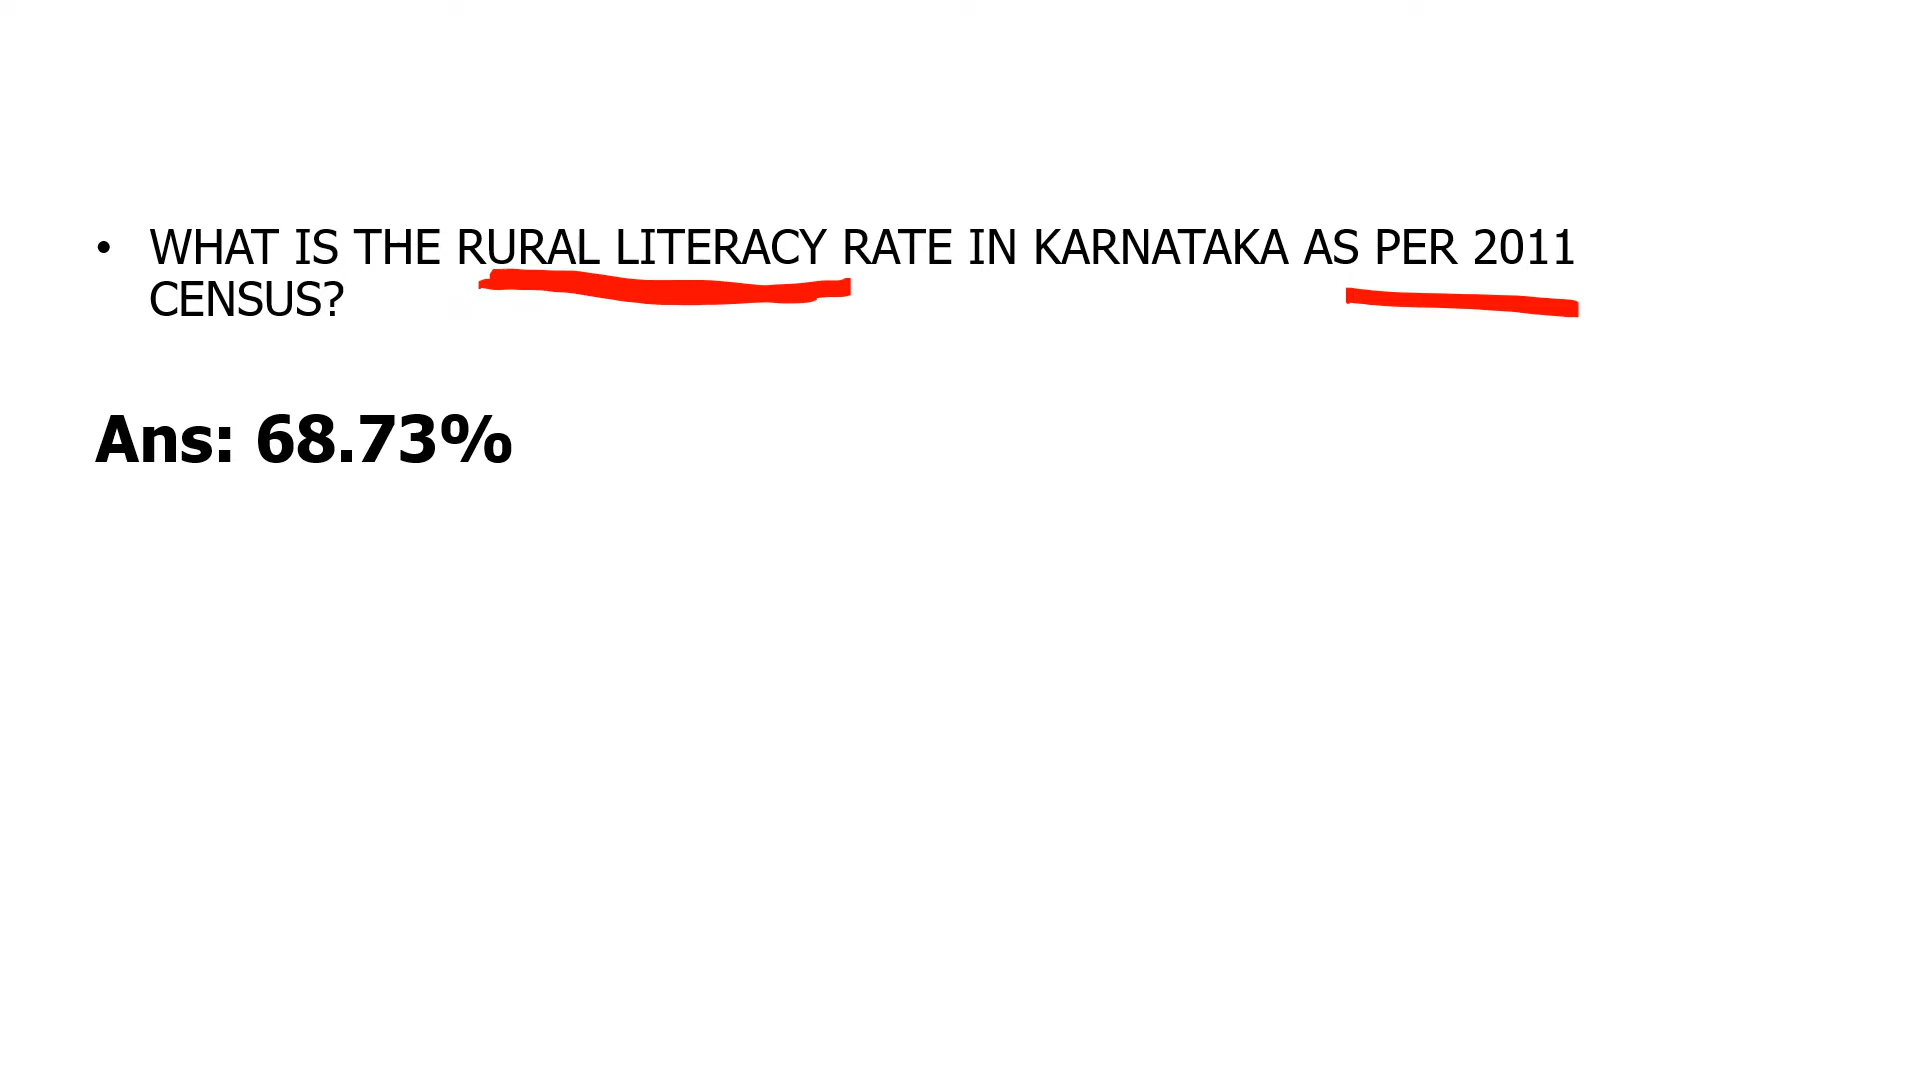 • WHAT IS THE RURAL LITERACY RATE IN KARNATAKA AS PER 2011
CENSUS?
Ans: 68.73%